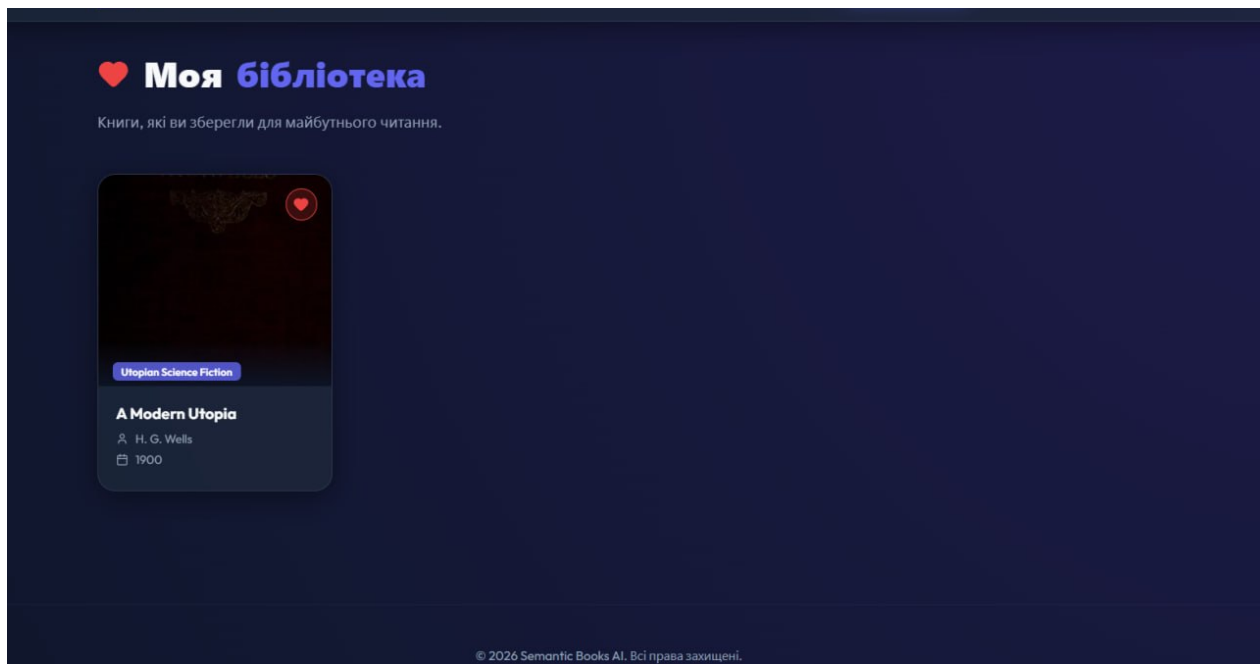 Моя бібліотека
Книги, які ви зберегли для майбутнього читання.
Utopian Science Fiction
A Modern Utopia
H. G. Wells
1900
© 2026 Semantic Books AI. Всі права захищені.